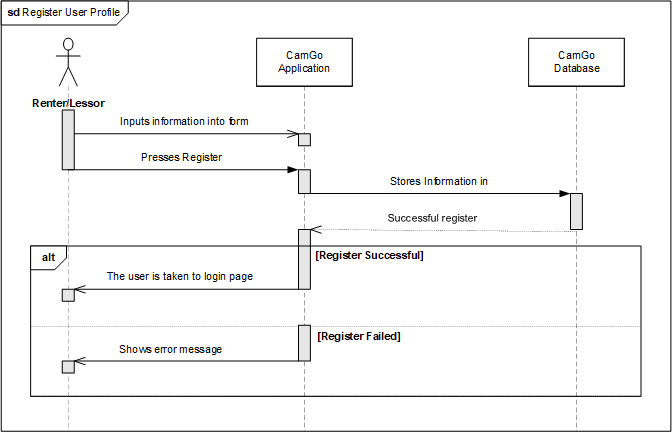 sd Register User Profile
CamGo
Application
CamGo
Database
Renter/Lessor
Inputs information into form
Presses Register
Stores Information in
Successful register
alt
[Register Successful]
The user is taken to login page
[Register Failed]
Shows error message